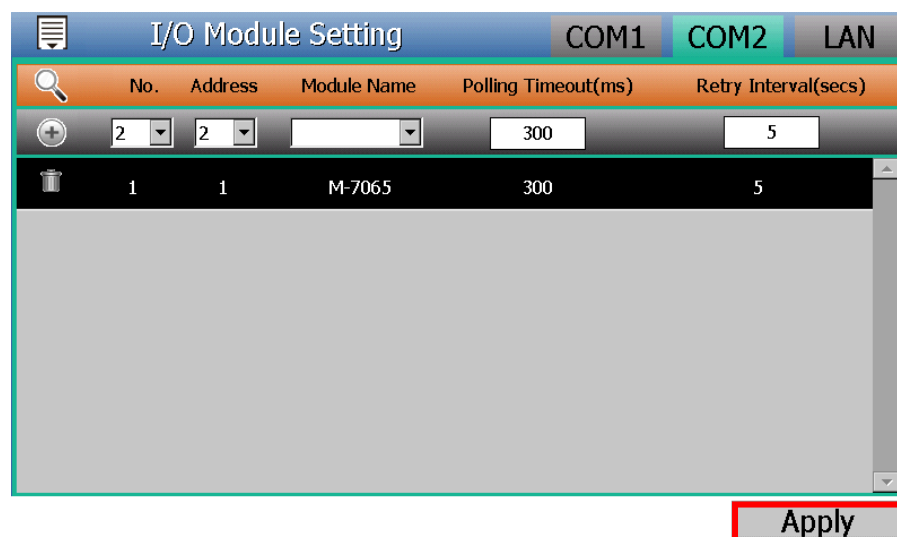 I/O Module Setting COM1 COM2 LAN
No. Address Module Name Polling Timeout(ms) Retry Interval(secs)
2 2 300 5
1 1 M-7065 300 5
Apply